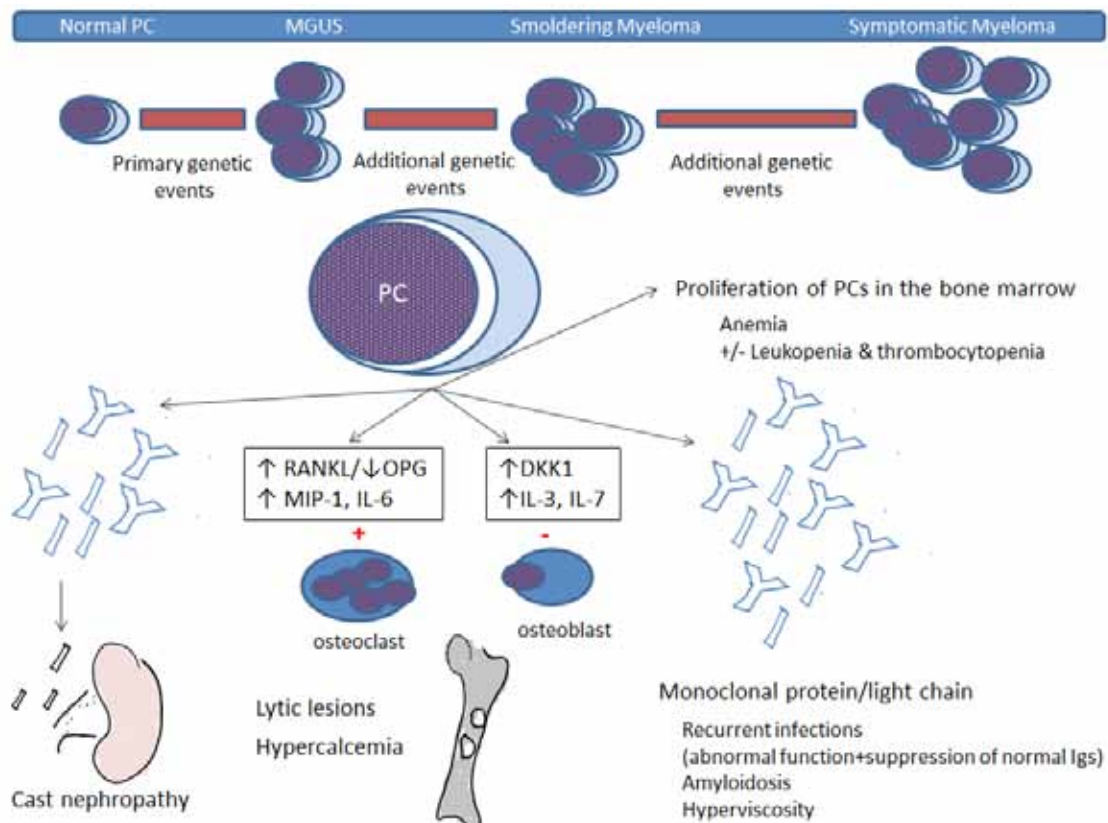 Normal PC
MGUS
Smoldering Myeloma
Symptomatic Myeloma
Primary genetic
events
Additional genetic
events
Additional genetic
events
PC
Proliferation of PCs in the bone marrow
Anemia
+/- Leukopenia & thrombocytopenia
↑ RANKL/↓OPG
↑ MIP-1, IL-6
↑DKK1
↑IL-3, IL-7
+
-
osteoclast
osteoblast
Lytic lesions
Hypercalcemia
Cast nephropathy
Monoclonal protein/light chain
Recurrent infections
(abnormal function+suppression of normal Igs)
Amyloidosis
Hyperviscosity